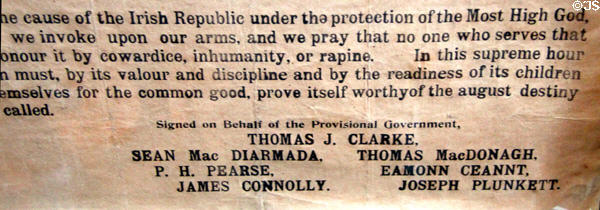 he cause of the Irish Republic under the protection of the Most High God,
we invoke upon our arms, and we pray that no one who serves that
onour it by cowardice, inhumanity, or rapine. In this supreme hour
n must, by its valour and discipline and by the readiness of its children
emselves for the common good, prove itself worthyof the august destiny
called.
Signed on Behalf of the Provisional Government,
THOMAS J. CLARKE,
SEAN Mac DIARMADA, THOMAS MacDONAGH,
P. H. PEARSE, EAMONN CEANNT,
JAMES CONNOLLY. JOSEPH PLUNKETT.